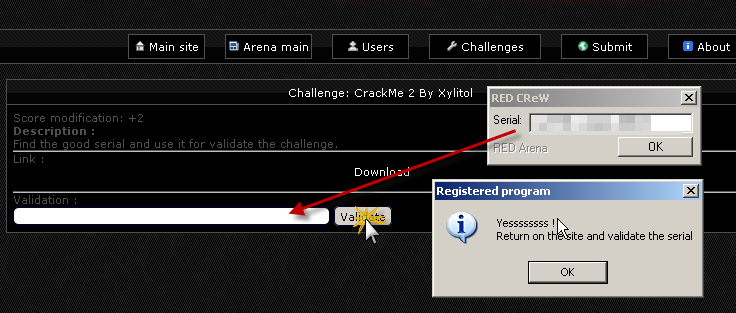 Main site
Arena main
Users
Challenges
Submit
About
Challenge: CrackMe 2 By Xylitol
Score modification: +2
Description :
Find the good serial and use it for validate the challenge.
Link :
Download
Validation :
Validate
RED CReW
Serial:
RED Arena
OK
Registered program
Yesssssssss !
Return on the site and validate the serial
OK